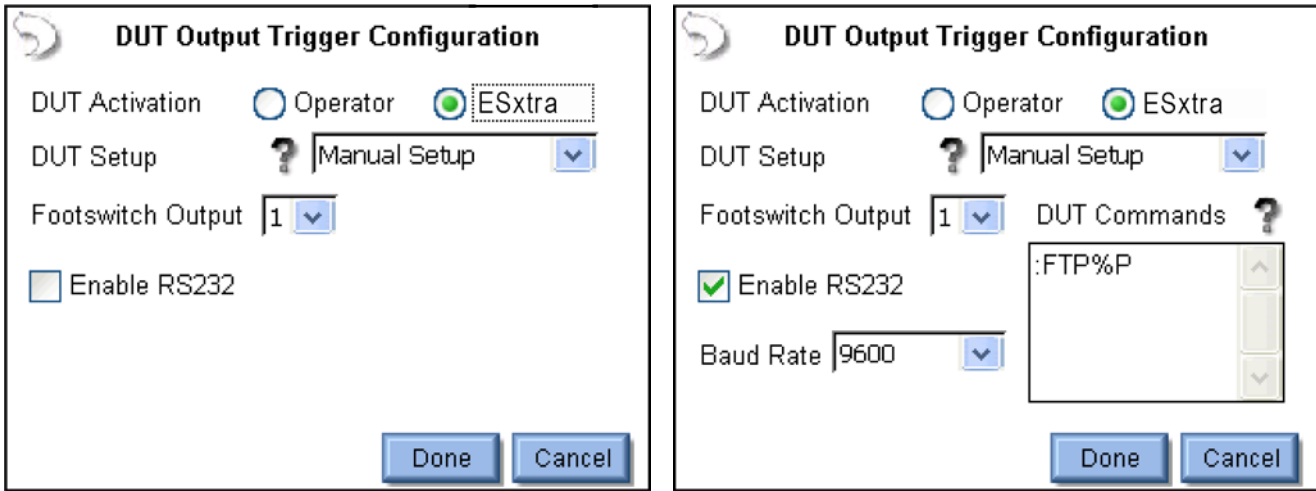 DUT Output Trigger Configuration
DUT Activation Operator ESxtra
DUT Setup ? Manual Setup
Footswitch Output 1
Enable RS232
Done Cancel
DUT Output Trigger Configuration
DUT Activation Operator ESxtra
DUT Setup ? Manual Setup
Footswitch Output 1 DUT Commands ?
:FTP%P
Enable RS232
Baud Rate 9600
Done Cancel